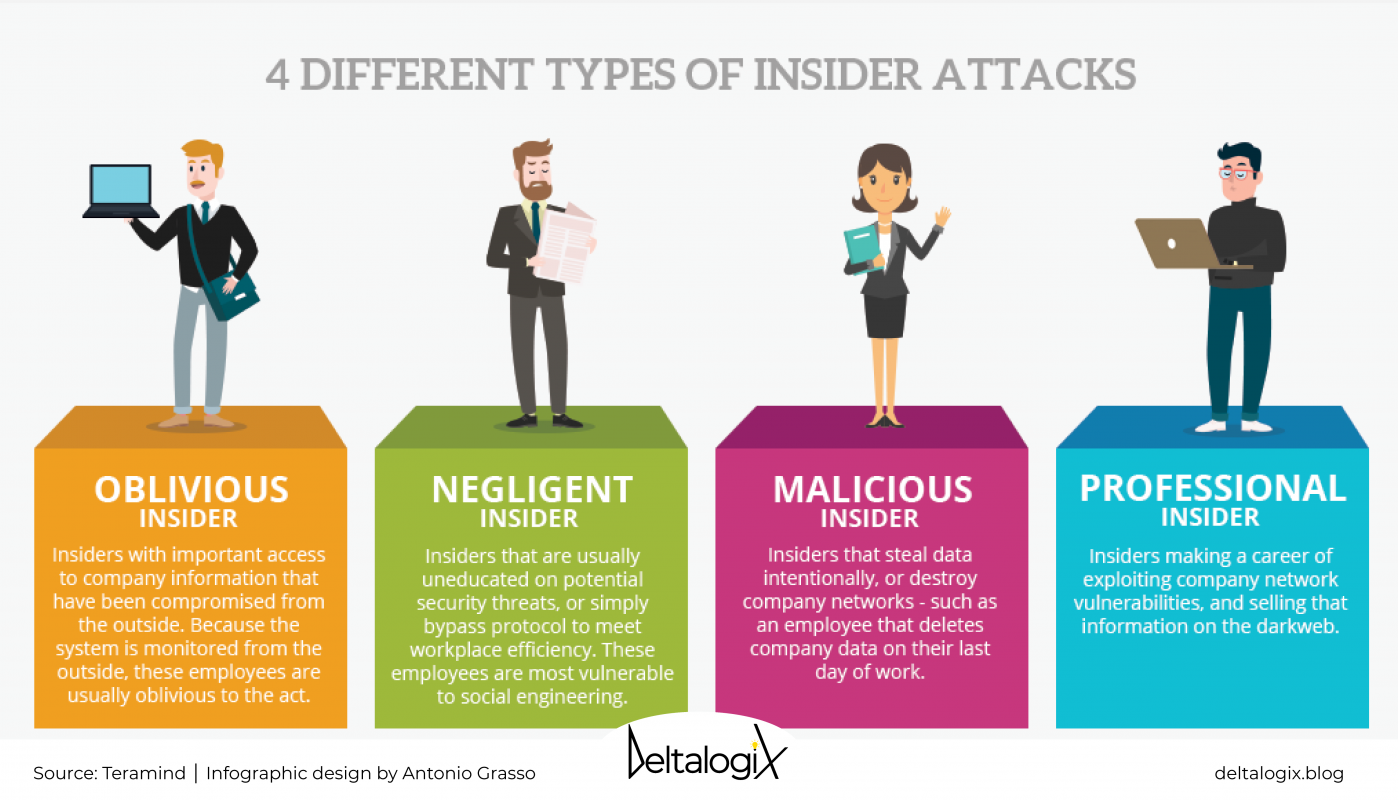 4 DIFFERENT TYPES OF INSIDER ATTACKS
OBLIVIOUS
INSIDER
Insiders with important access
to company information that
have been compromised from
the outside. Because the
system is monitored from the
outside, these employees are
usually oblivious to the act.
NEGLIGENT
INSIDER
Insiders that are usually
uneducated on potential
security threats, or simply
bypass protocol to meet
workplace efficiency. These
employees are most vulnerable
to social engineering.
MALICIOUS
INSIDER
Insiders that steal data
intentionally, or destroy
company networks - such as
an employee that deletes
company data on their last
day of work.
PROFESSIONAL
INSIDER
Insiders making a career of
exploiting company network
vulnerabilities, and selling that
information on the darkweb.
Source: Teramind | Infographic design by Antonio Grasso
DeltalogiX
deltalogix.blog